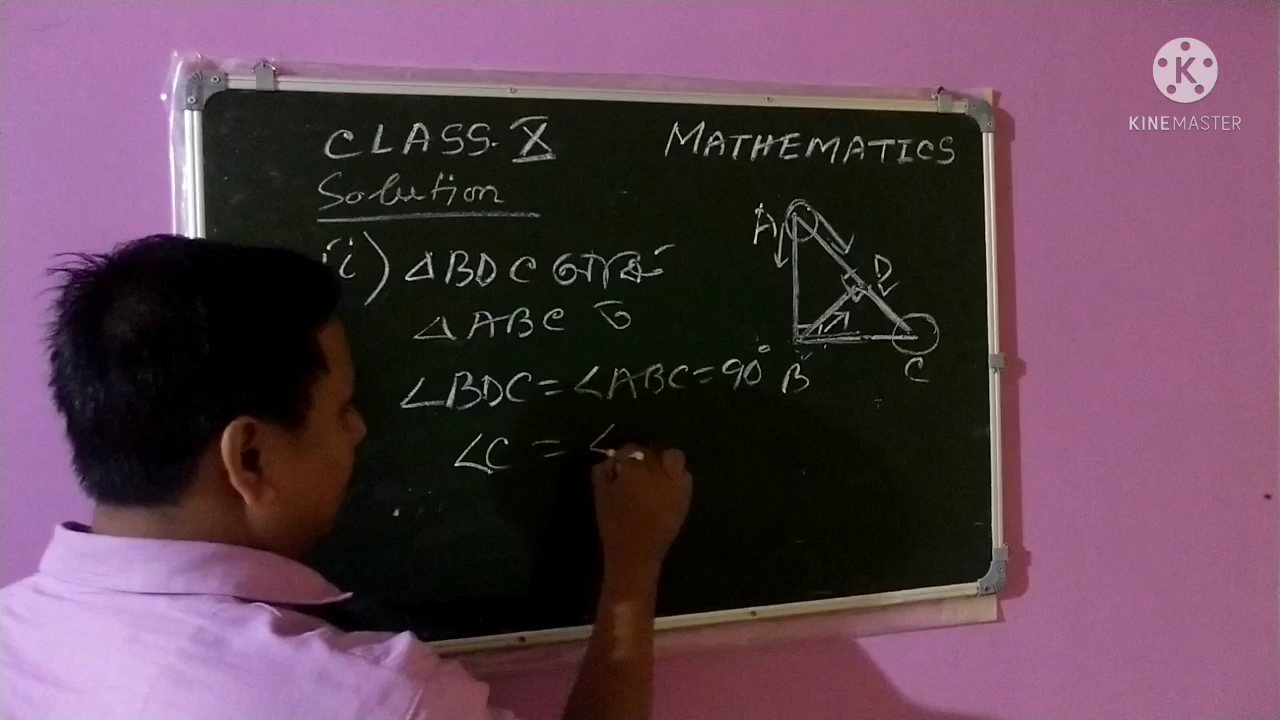 CLASS. X
MATHEMATICS
Solution
i) △BDC আৰু
△ABC ত
∠BDC = ∠ABC = 90°
∠C = ∠
A
D
B
C
K
KINEMASTER